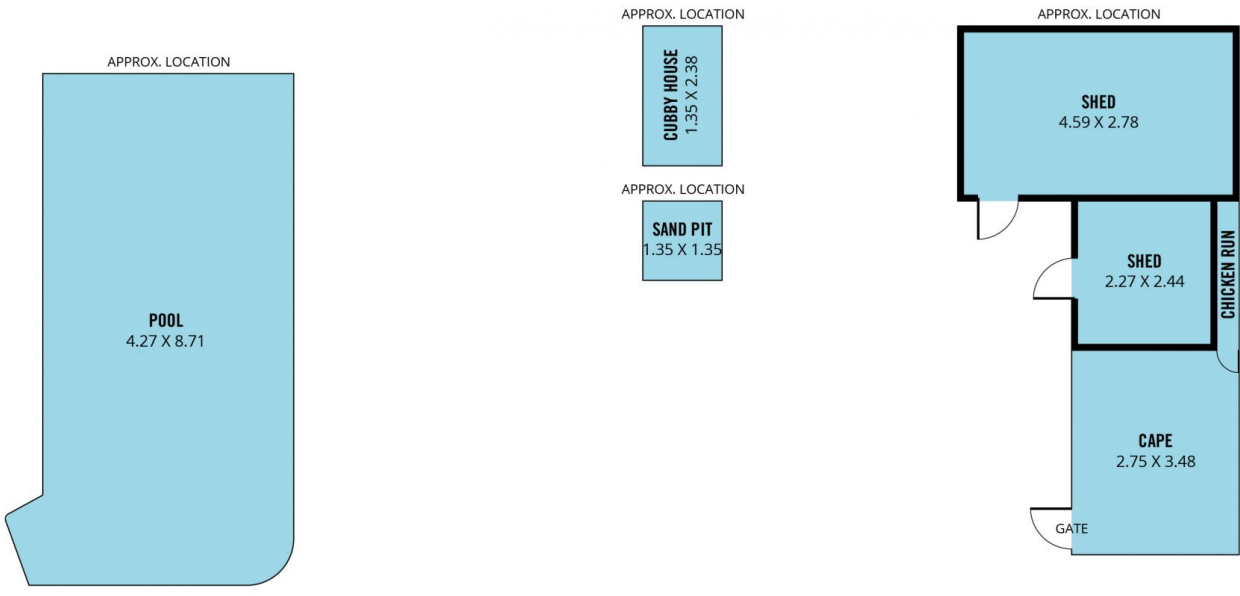 APPROX. LOCATION
POOL
4.27 X 8.71
APPROX. LOCATION
CUBBY HOUSE
1.35 X 2.38
APPROX. LOCATION
SAND PIT
1.35 X 1.35
APPROX. LOCATION
SHED
4.59 X 2.78
SHED
2.27 X 2.44
CHICKEN RUN
CAPE
2.75 X 3.48
GATE